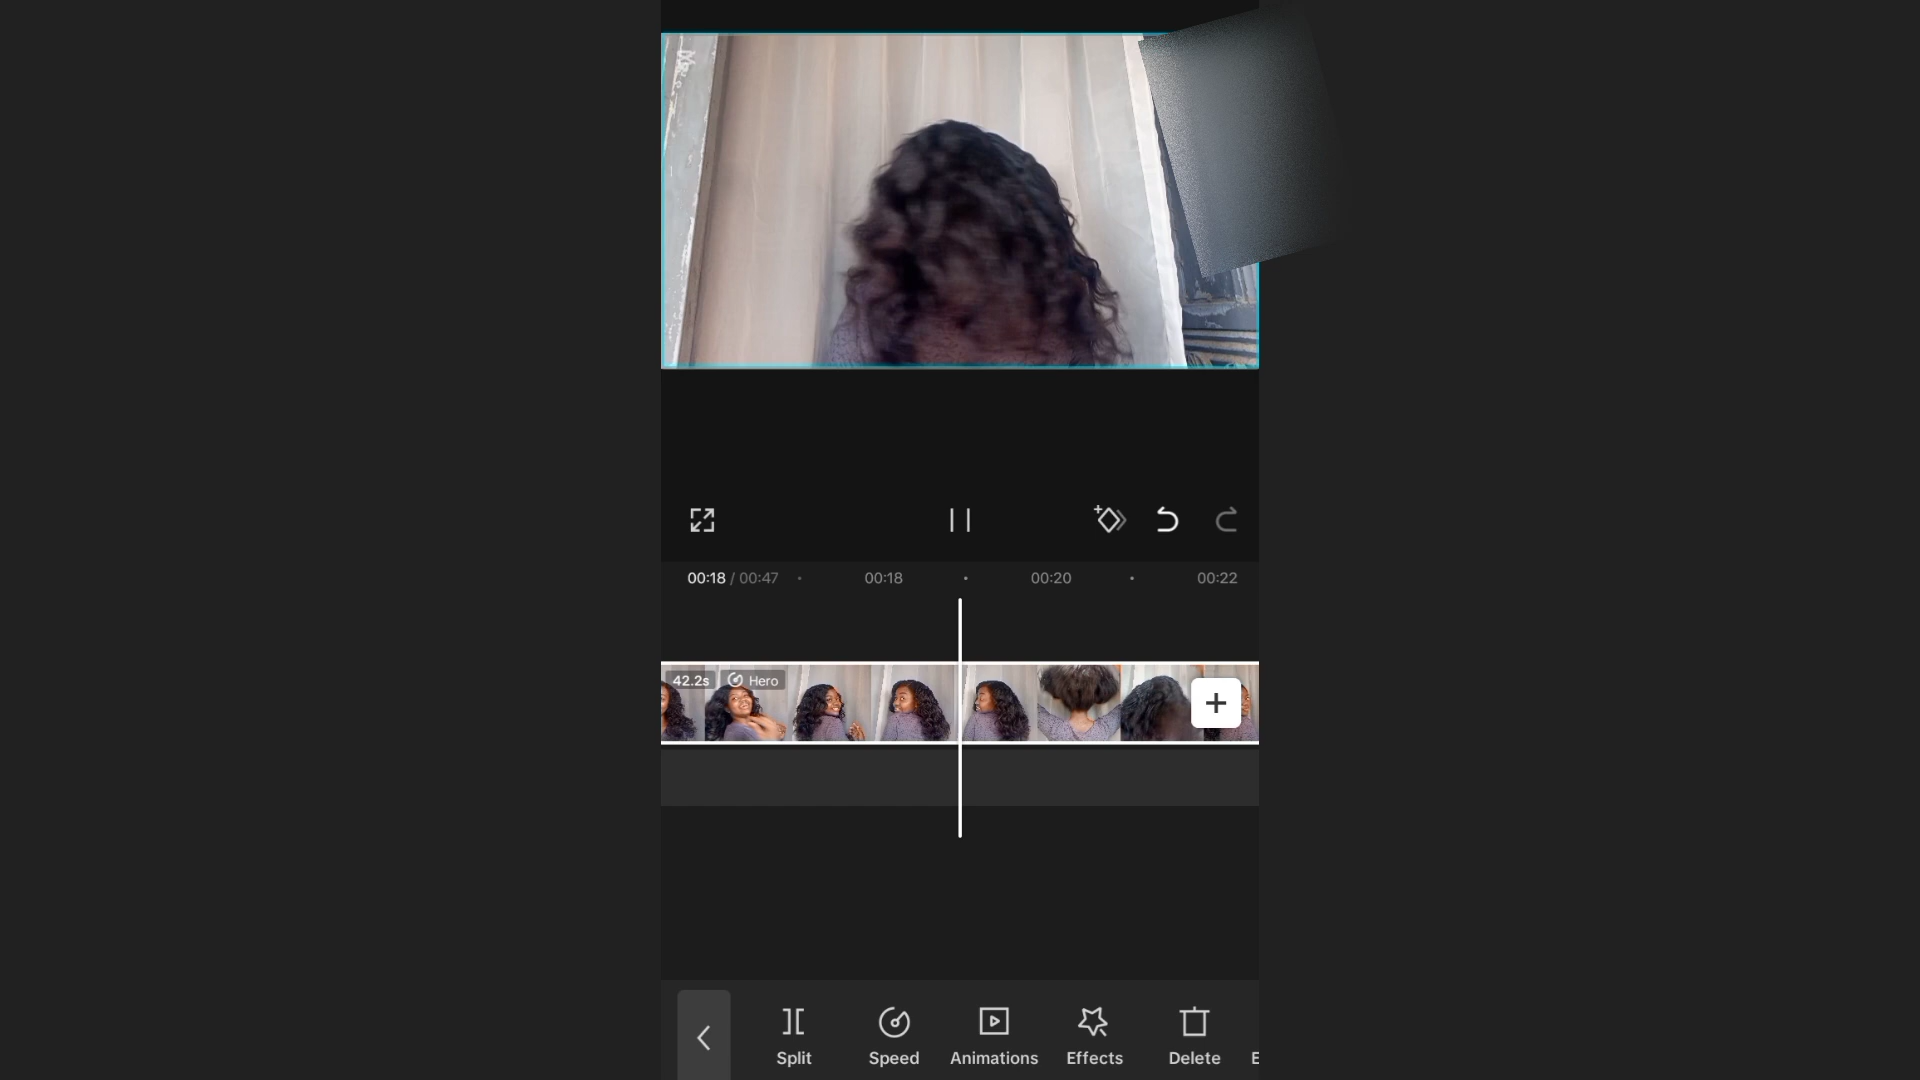 00:18 / 00:47 00:18 00:20 00:22
42.2s Hero
Split Speed Animations Effects Delete E